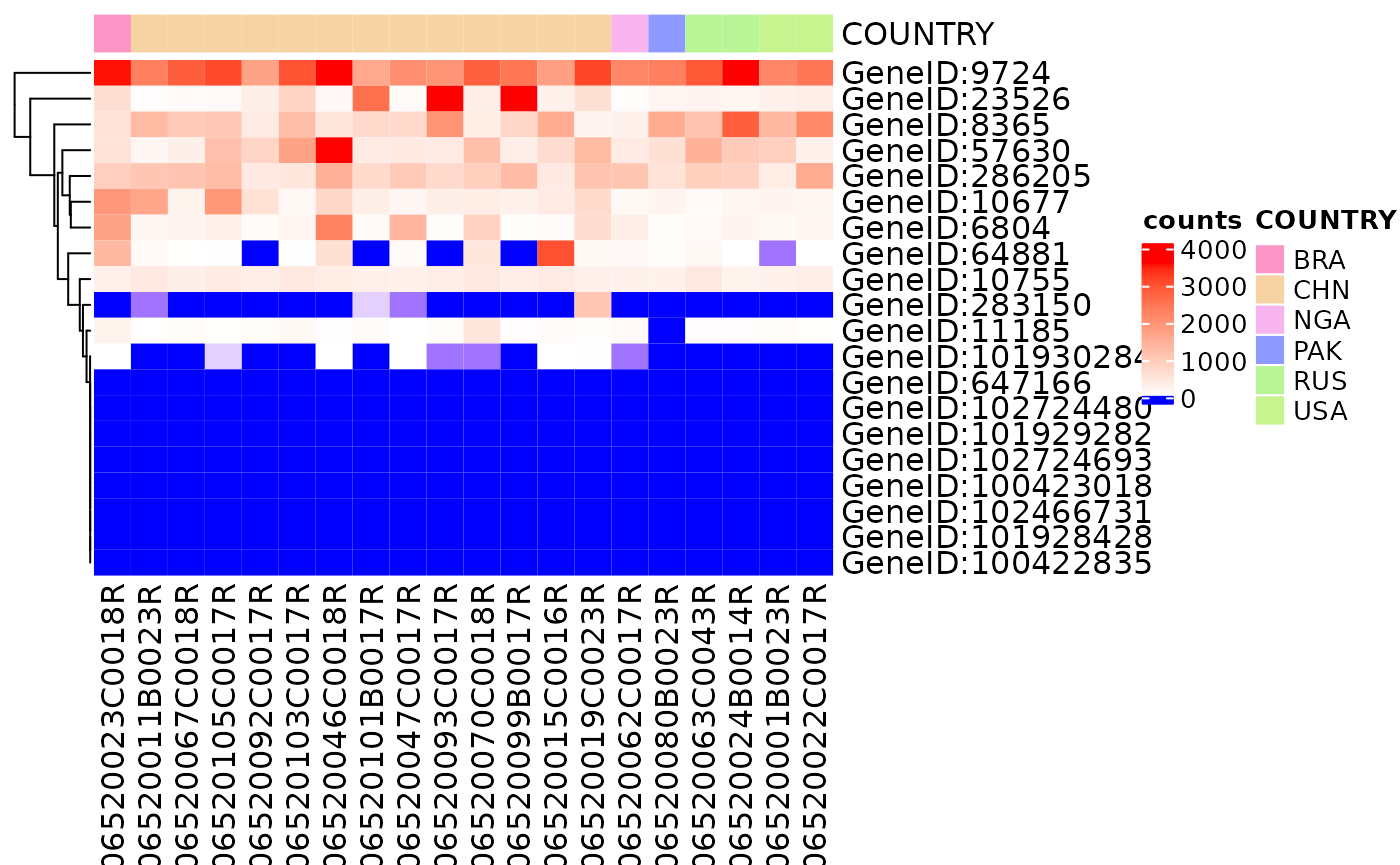 COUNTRY
GeneID:9724
GeneID:23526
GeneID:8365
GeneID:57630
GeneID:286205
GeneID:10677
GeneID:6804
GeneID:64881
GeneID:10755
GeneID:283150
GeneID:11185
GeneID:101930284
GeneID:647166
GeneID:102724480
GeneID:101929282
GeneID:102724693
GeneID:100423018
GeneID:102466731
GeneID:101928428
GeneID:100422835
counts
4000
3000
2000
1000
0
COUNTRY
BRA
CHN
NGA
PAK
RUS
USA
06520023C0018R
06520011B0023R
06520067C0018R
06520105C0017R
06520092C0017R
06520103C0017R
06520046C0018R
06520101B0017R
06520047C0017R
06520093C0017R
06520070C0018R
06520099B0017R
06520015C0016R
06520019C0023R
06520062C0017R
06520080B0023R
06520063C0043R
06520024B0014R
06520001B0023R
06520022C0017R